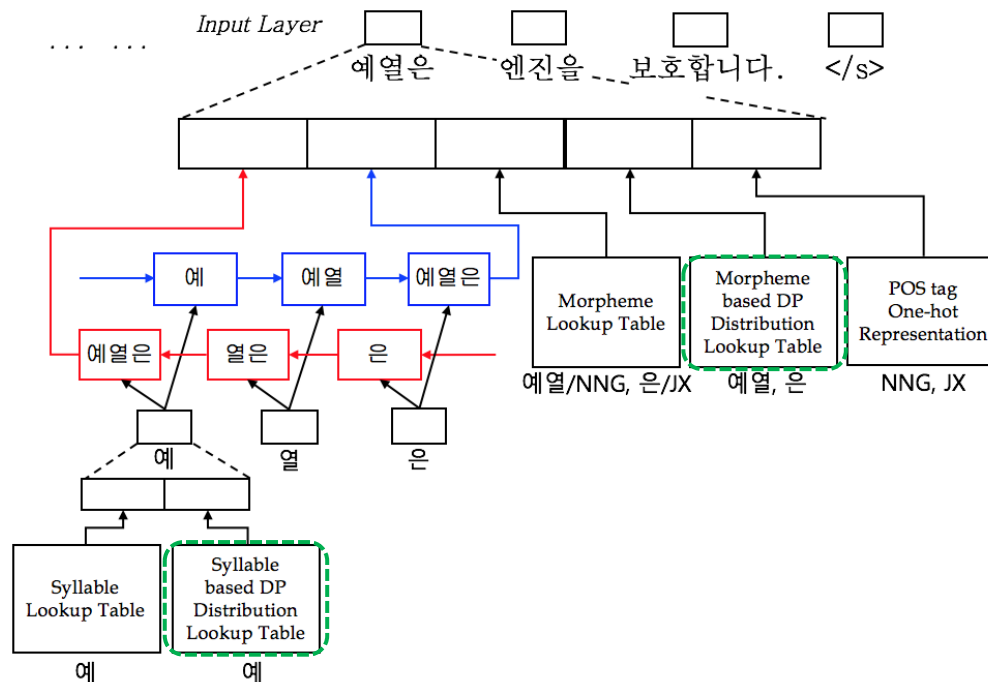 ... ... Input Layer
예열은 엔진을 보호합니다. </s>
예 예열 예열은
예열은 열은 은
Morpheme
Lookup Table
예열/NNG, 은/JX
Morpheme
based DP
Distribution
Lookup Table
예열, 은
POS tag
One-hot
Representation
NNG, JX
예 열 은
Syllable
Lookup Table
예
Syllable
based DP
Distribution
Lookup Table
예